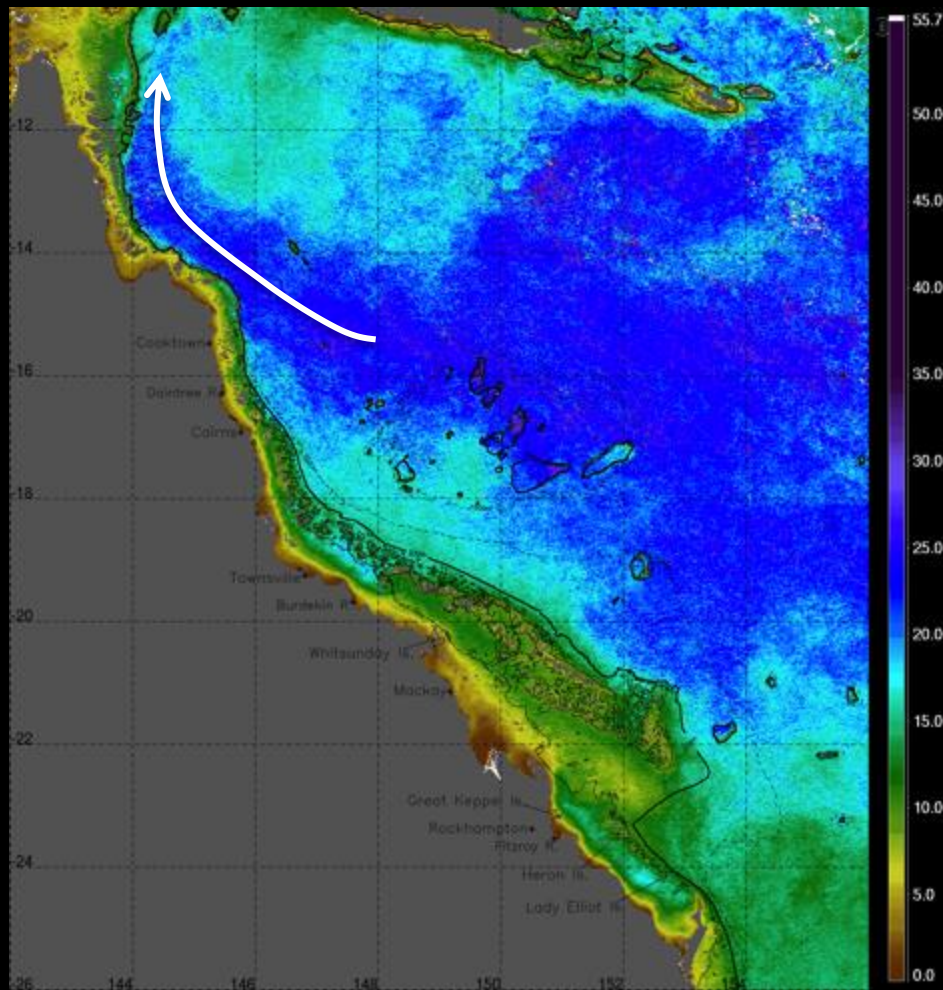 (m)
55.7
50.0
45.0
40.0
35.0
30.0
25.0
20.0
15.0
10.0
5.0
0.0
-12
-14
-16
-18
-20
-22
-24
-26
144
146
148
150
152
154
Cooktown
Daintree R.
Cairns
Townsville
Burdekin R.
Whitsunday Is.
Mackay
Great Keppel Is.
Rockhampton
Fitzroy R.
Heron Is.
Lady Elliot Is.